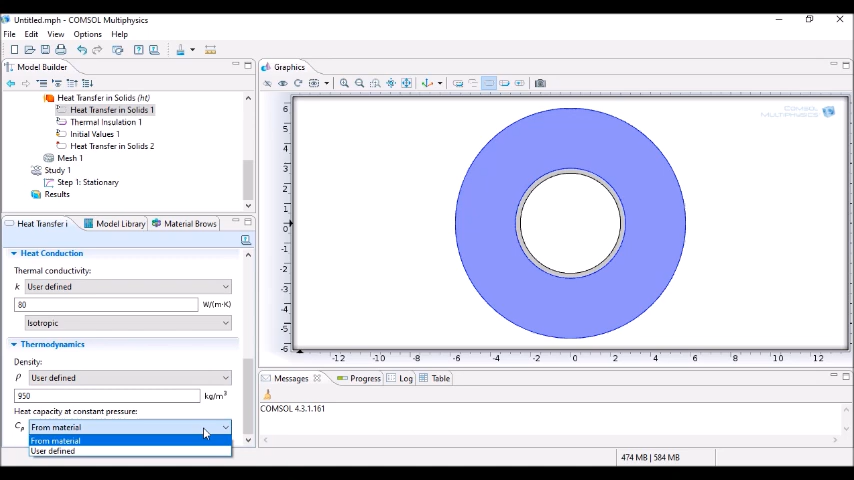 Untitled.mph - COMSOL Multiphysics
File Edit View Options Help
Model Builder
Graphics
Heat Transfer in Solids (ht)
Heat Transfer in Solids 1
Thermal Insulation 1
Initial Values 1
Heat Transfer in Solids 2
Mesh 1
Study 1
Step 1: Stationary
Results
Heat Transfer i Model Library Material Brows
Heat Conduction
Thermal conductivity:
k User defined
80 W/(m·K)
Isotropic
Thermodynamics
Density:
ρ User defined
950 kg/m³
Heat capacity at constant pressure:
Cp From material
From material
User defined
COMSOL
MULTIPHYSICS
6
5
4
3
2
1
0
-1
-2
-3
-4
-5
-6
-12 -10 -8 -6 -4 -2 0 2 4 6 8 10 12
Messages Progress Log Table
COMSOL 4.3.1.161
474 MB | 584 MB